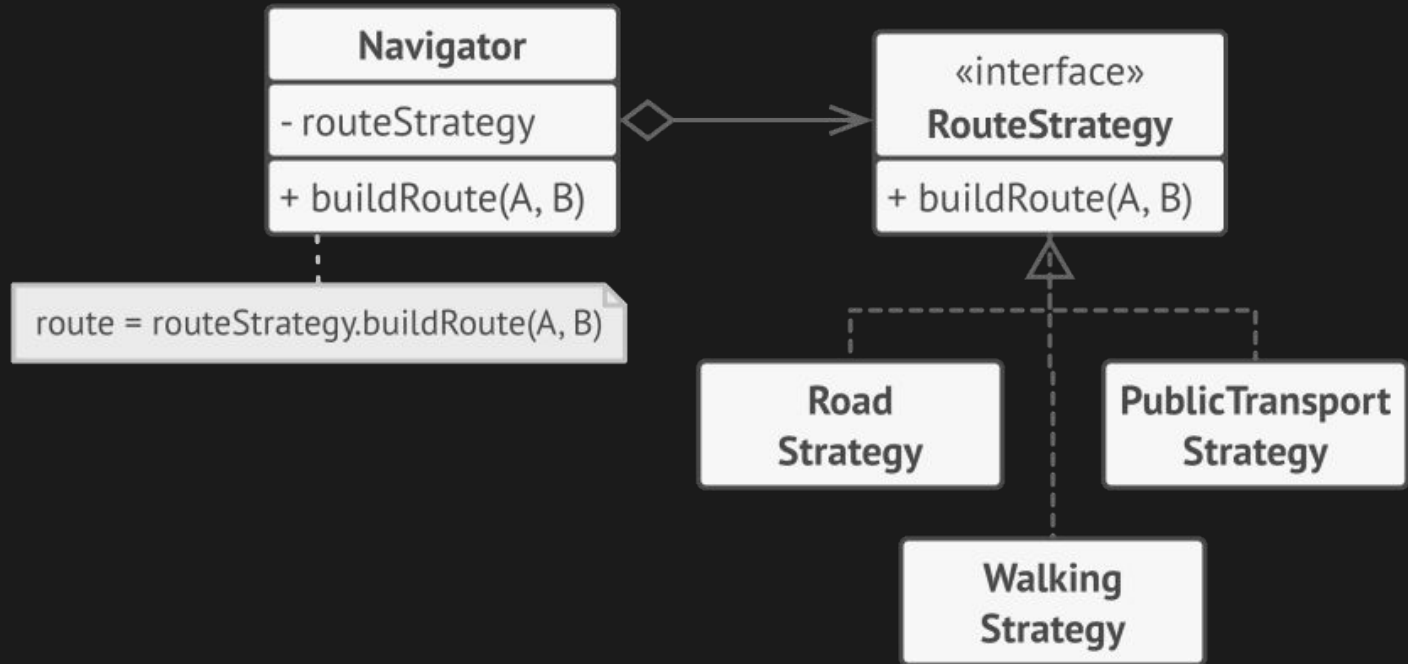 Navigator
- routeStrategy
+ buildRoute(A, B)
route = routeStrategy.buildRoute(A, B)
«interface»
RouteStrategy
+ buildRoute(A, B)
Road
Strategy
PublicTransport
Strategy
Walking
Strategy